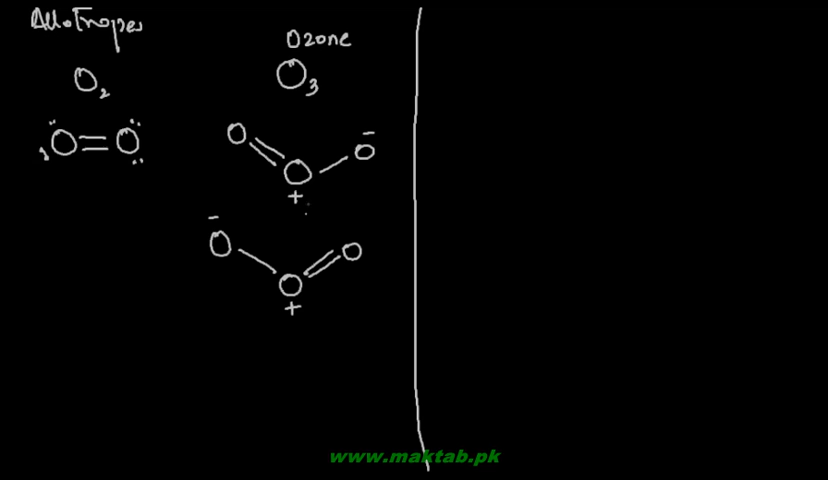 Allotropes
Ozone
O2
O3
O=O
O=O-O
-
+
-
O-O=O
+
www.maktab.pk